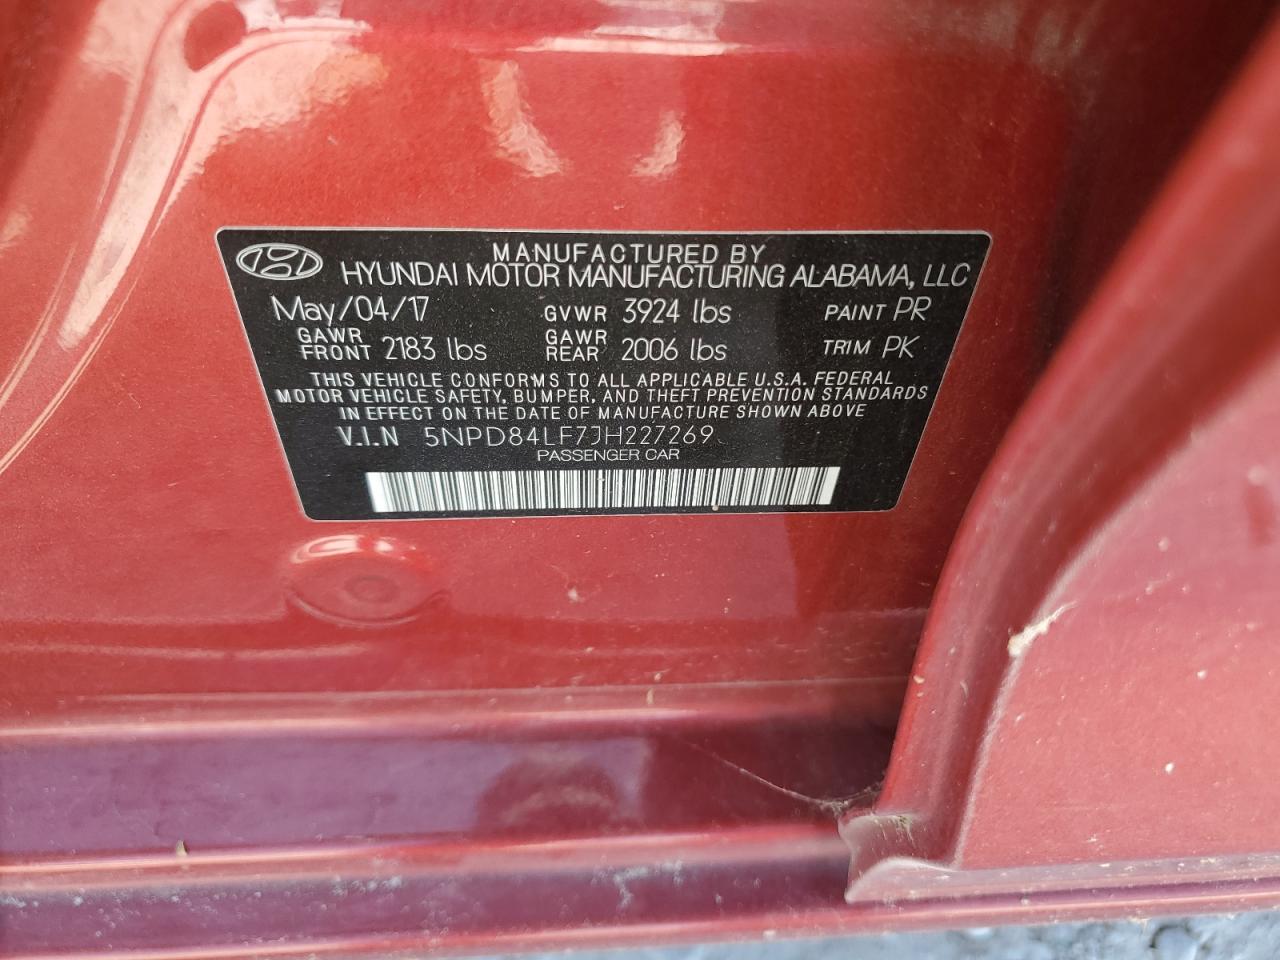 MANUFACTURED BY
HYUNDAI MOTOR MANUFACTURING ALABAMA, LLC
May/04/17 GVWR 3924 lbs PAINT PR
GAWR FRONT 2183 lbs GAWR REAR 2006 lbs TRIM PK
THIS VEHICLE CONFORMS TO ALL APPLICABLE U.S.A. FEDERAL
MOTOR VEHICLE SAFETY, BUMPER, AND THEFT PREVENTION STANDARDS
IN EFFECT ON THE DATE OF MANUFACTURE SHOWN ABOVE
V.I.N 5NPD84LF7JH227269
PASSENGER CAR